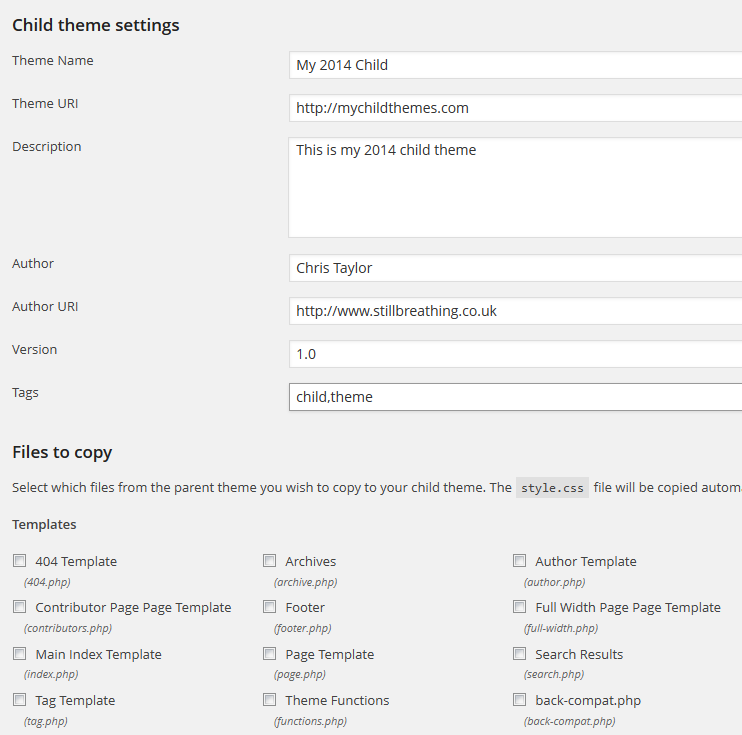 Child theme settings
Theme Name
My 2014 Child
Theme URI
http://mychildthemes.com
Description
This is my 2014 child theme
Author
Chris Taylor
Author URI
http://www.stillbreathing.co.uk
Version
1.0
Tags
child,theme
Files to copy
Select which files from the parent theme you wish to copy to your child theme. The style.css file will be copied autom
Templates
404 Template Archives Author Template
(404.php) (archive.php) (author.php)
Contributor Page Page Template Footer Full Width Page Page Template
(contributors.php) (footer.php) (full-width.php)
Main Index Template Page Template Search Results
(index.php) (page.php) (search.php)
Tag Template Theme Functions back-compat.php
(tag.php) (functions.php) (back-compat.php)